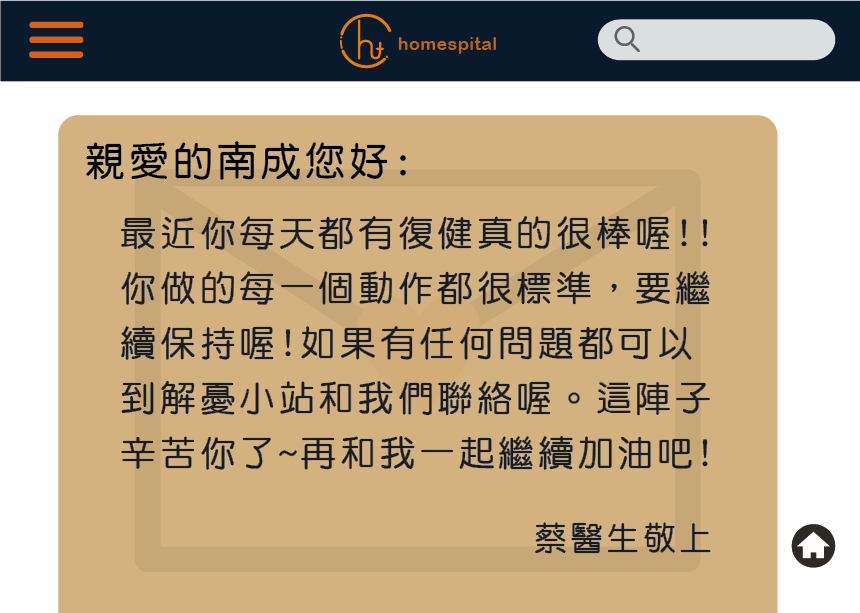 homespital
親愛的南成您好:
最近你每天都有復健真的很棒喔!!
你做的每一個動作都很標準，要繼
續保持喔!如果有任何問題都可以
到解憂小站和我們聯絡喔。這陣子
辛苦你了~再和我一起繼續加油吧!
蔡醫生敬上